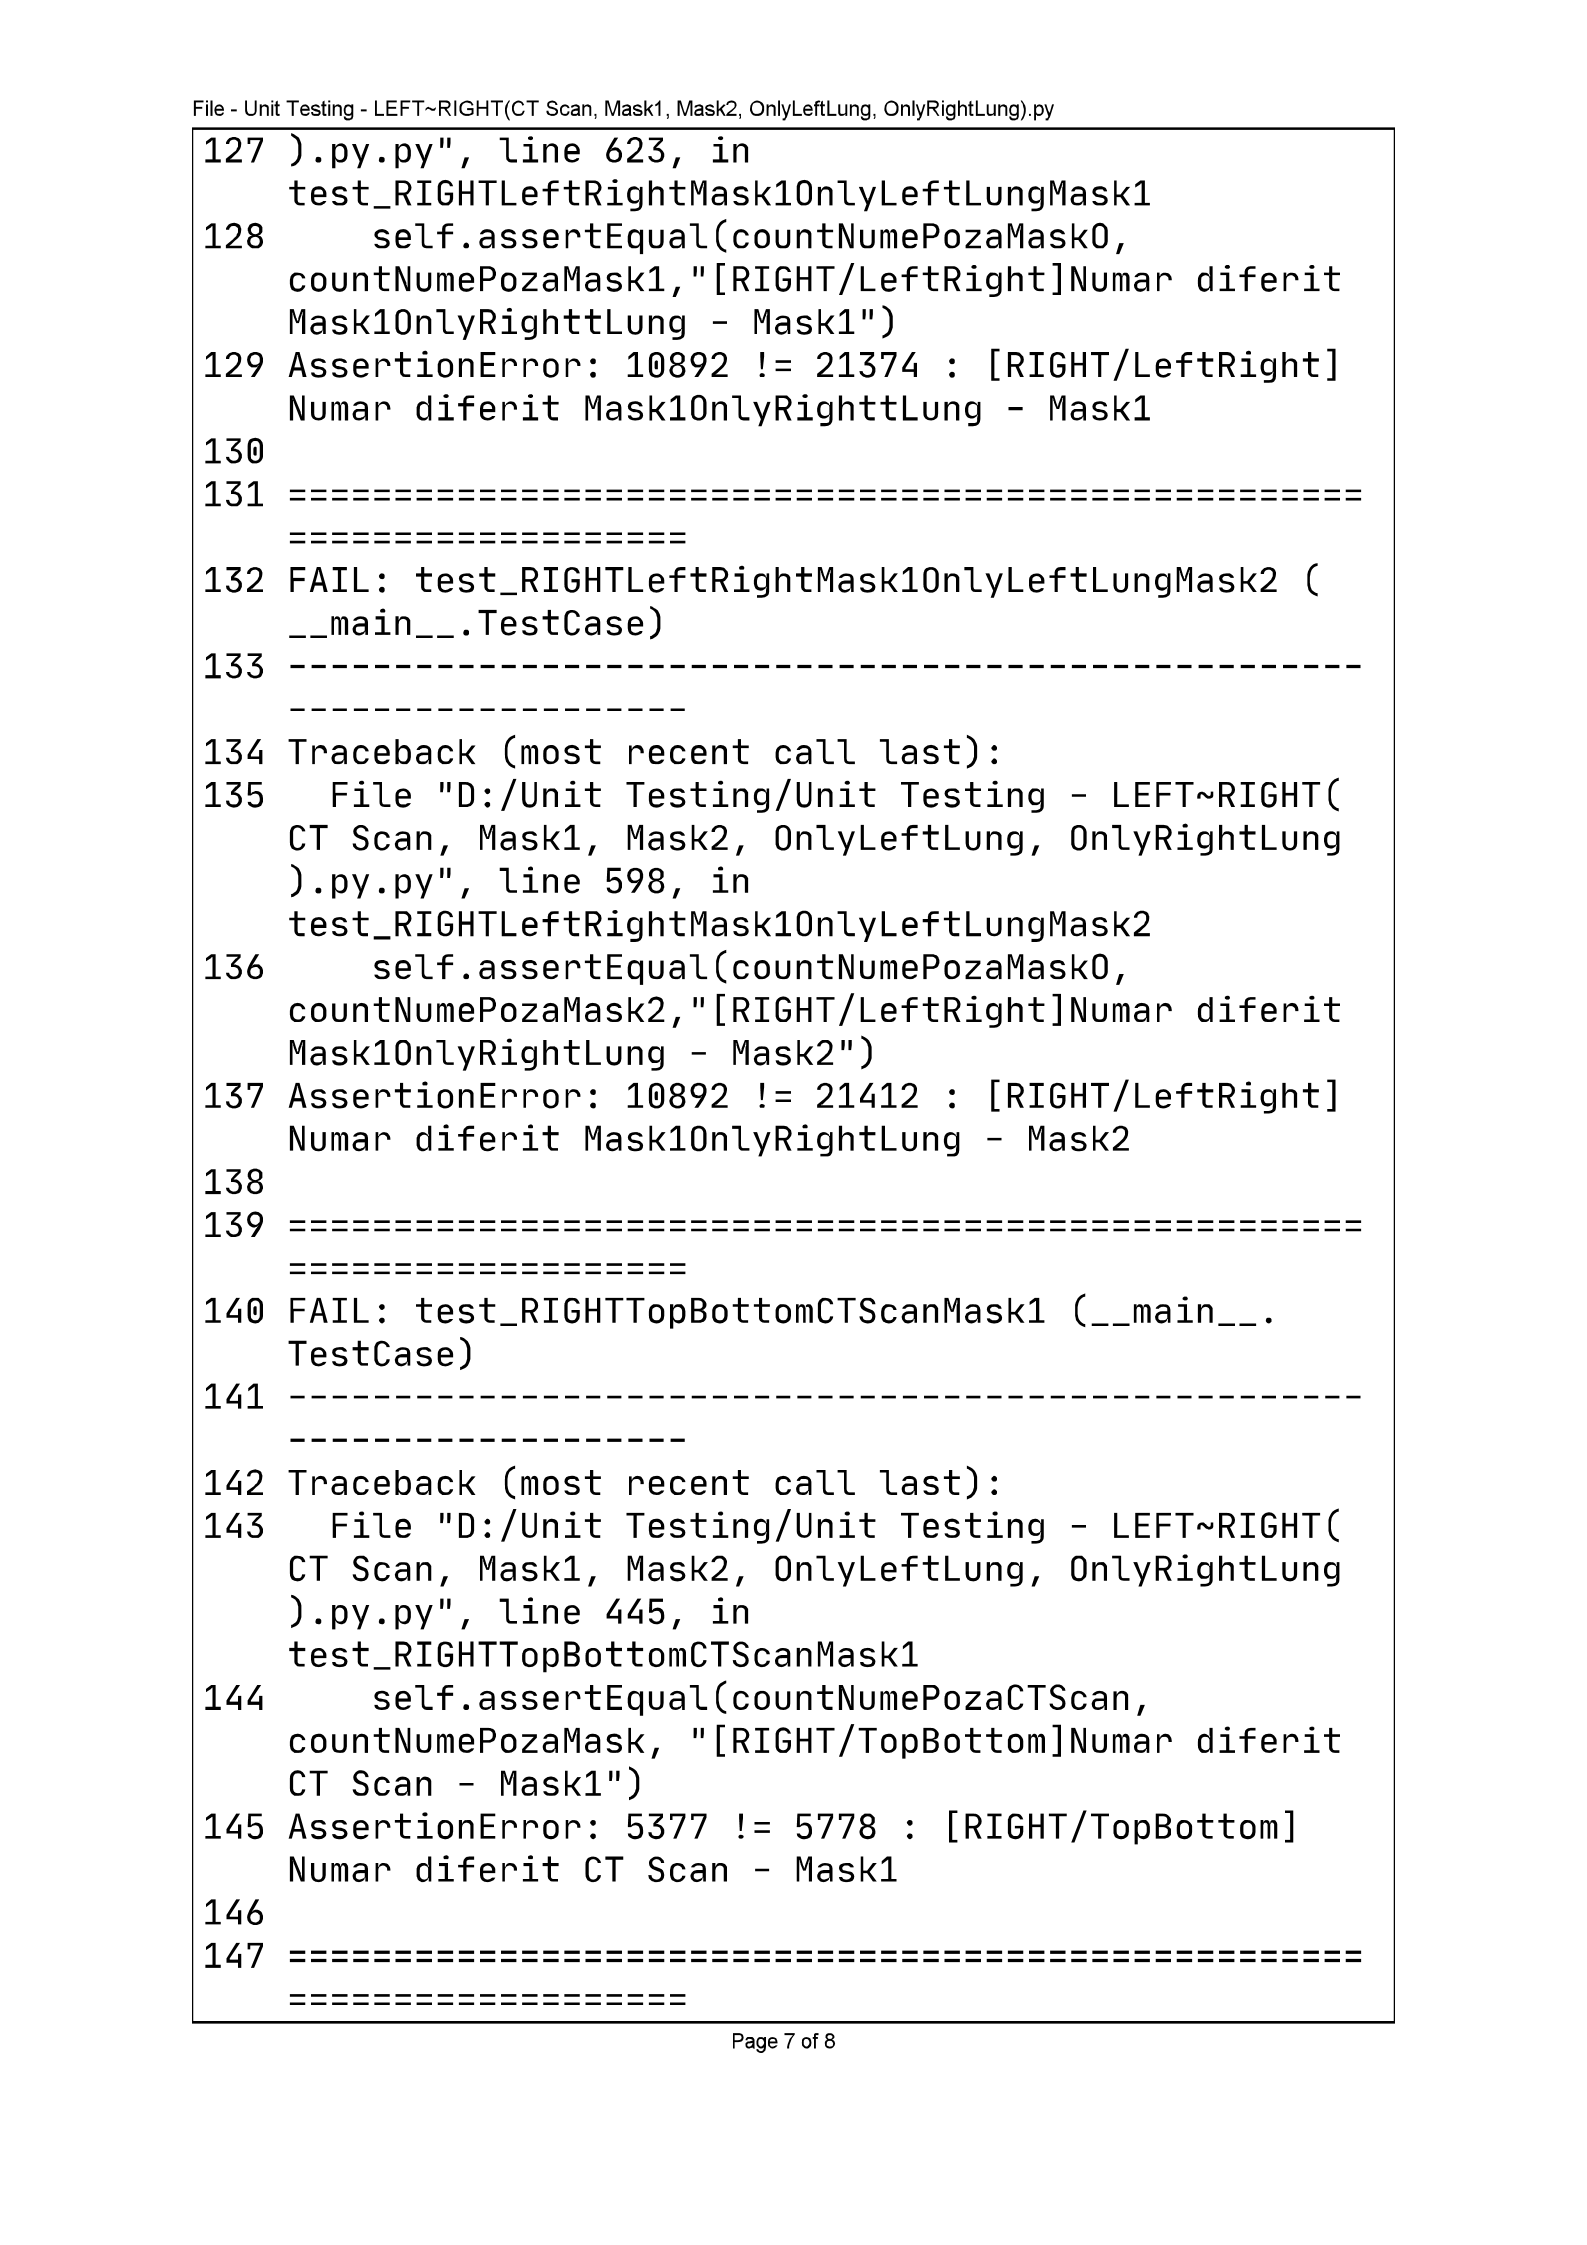 File - Unit Testing - LEFT~RIGHT(CT Scan, Mask1, Mask2, OnlyLeftLung, OnlyRightLung).py
127 ).py.py", line 623, in
test_RIGHTLeftRightMask1OnlyLeftLungMask1
128     self.assertEqual(countNumePozaMaskO,
countNumePozaMask1,"[RIGHT/LeftRight]Numar diferit
Mask1OnlyRighttLung - Mask1")
129 AssertionError: 10892 != 21374 : [RIGHT/LeftRight]
Numar diferit Mask1OnlyRighttLung - Mask1
130
131 ===================================================
===================
132 FAIL: test_RIGHTLeftRightMask1OnlyLeftLungMask2 (
__main__.TestCase)
133 ---------------------------------------------------
-------------------
134 Traceback (most recent call last):
135   File "D:/Unit Testing/Unit Testing - LEFT~RIGHT(
CT Scan, Mask1, Mask2, OnlyLeftLung, OnlyRightLung
).py.py", line 598, in
test_RIGHTLeftRightMask1OnlyLeftLungMask2
136     self.assertEqual(countNumePozaMaskO,
countNumePozaMask2,"[RIGHT/LeftRight]Numar diferit
Mask1OnlyRightLung - Mask2")
137 AssertionError: 10892 != 21412 : [RIGHT/LeftRight]
Numar diferit Mask1OnlyRightLung - Mask2
138
139 ===================================================
===================
140 FAIL: test_RIGHTTopBottomCTScanMask1 (__main__.
TestCase)
141 ---------------------------------------------------
-------------------
142 Traceback (most recent call last):
143   File "D:/Unit Testing/Unit Testing - LEFT~RIGHT(
CT Scan, Mask1, Mask2, OnlyLeftLung, OnlyRightLung
).py.py", line 445, in
test_RIGHTTopBottomCTScanMask1
144     self.assertEqual(countNumePozaCTScan,
countNumePozaMask, "[RIGHT/TopBottom]Numar diferit
CT Scan - Mask1")
145 AssertionError: 5377 != 5778 : [RIGHT/TopBottom]
Numar diferit CT Scan - Mask1
146
147 ===================================================
===================
Page 7 of 8